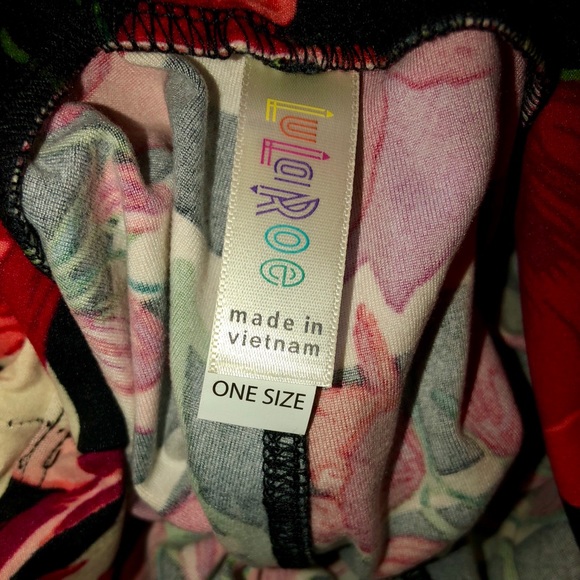 LuLaRoe
made in
vietnam
ONE SIZE